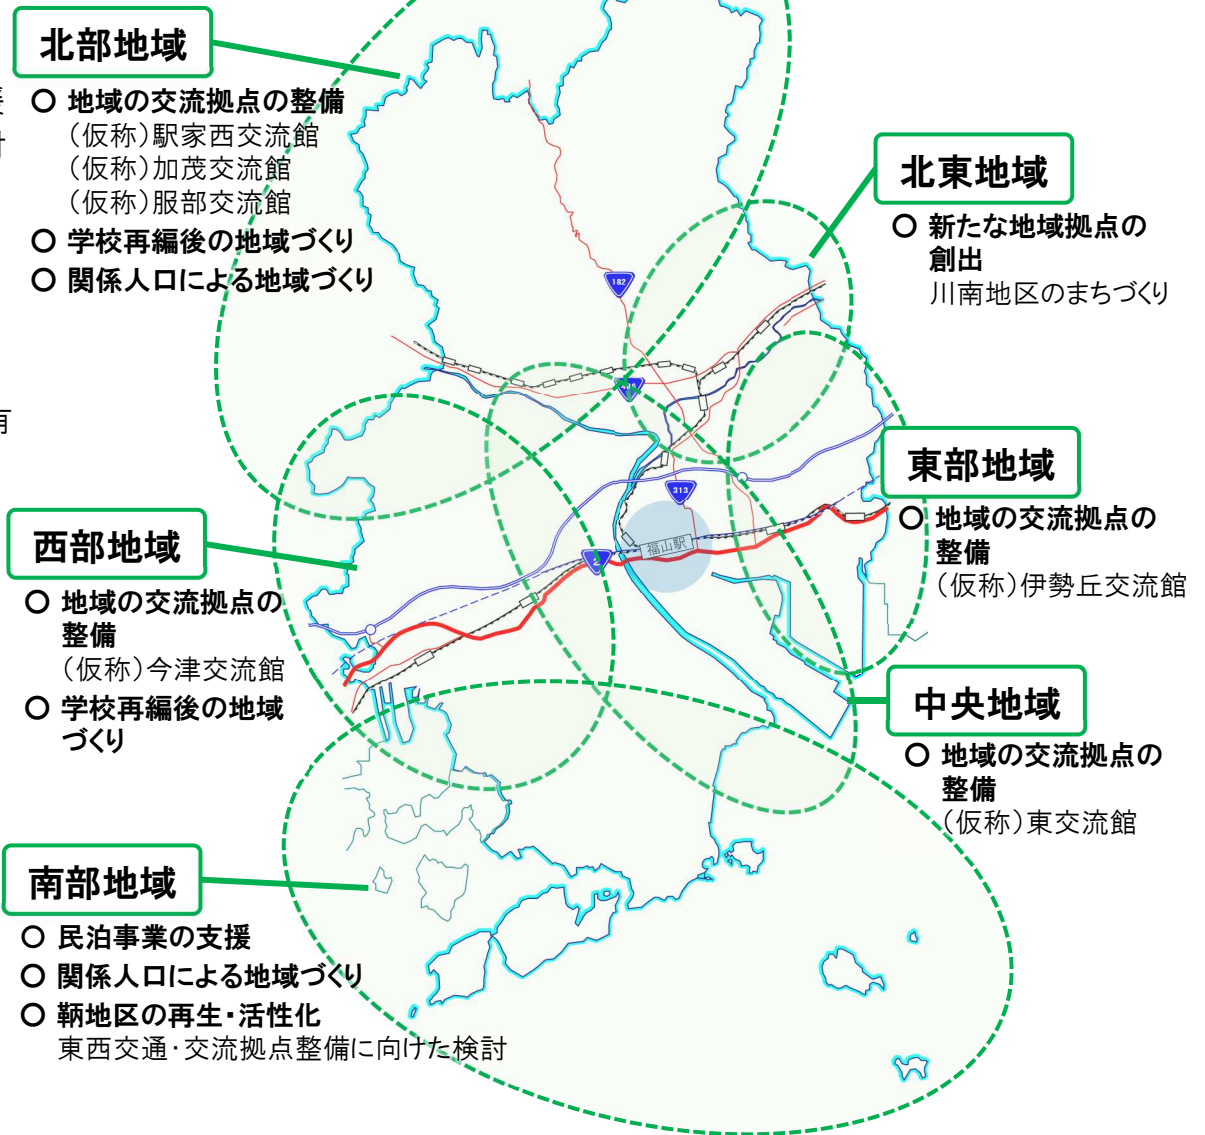 北部地域
○ 地域の交流拠点の整備
（仮称）駅家西交流館
（仮称）加茂交流館
（仮称）服部交流館
○ 学校再編後の地域づくり
○ 関係人口による地域づくり
北東地域
○ 新たな地域拠点の
創出
川南地区のまちづくり
182
東部地域
○ 地域の交流拠点の
整備
（仮称）伊勢丘交流館
313
福山駅
2
西部地域
○ 地域の交流拠点の
整備
（仮称）今津交流館
○ 学校再編後の地域
づくり
中央地域
○ 地域の交流拠点の
整備
（仮称）東交流館
南部地域
○ 民泊事業の支援
○ 関係人口による地域づくり
○ 鞆地区の再生・活性化
東西交通・交流拠点整備に向けた検討